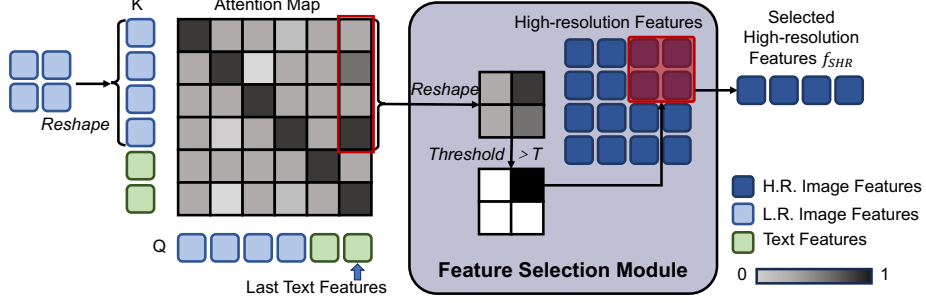 K
Attention Map
Reshape
Q
Last Text Features
High-resolution Features
Reshape
Threshold > T
Feature Selection Module
Selected
High-resolution
Features f_SHR
H.R. Image Features
L.R. Image Features
Text Features
0 1